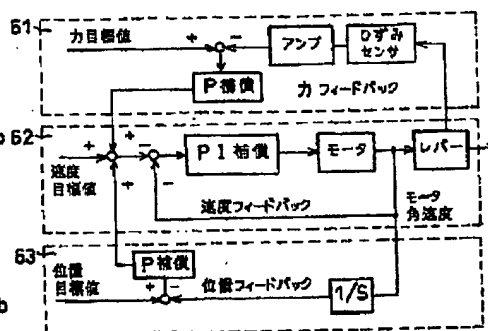 61
力目標値
+
-
アンプ
ひずみ
センサ
P補償
力フィードバック
62
+
+
-
PI補償
モータ
レバー
速度
目標値
+
-
速度フィードバック
モータ
角速度
63
P補償
位置
目標値
+
-
位置フィードバック
1/S
b